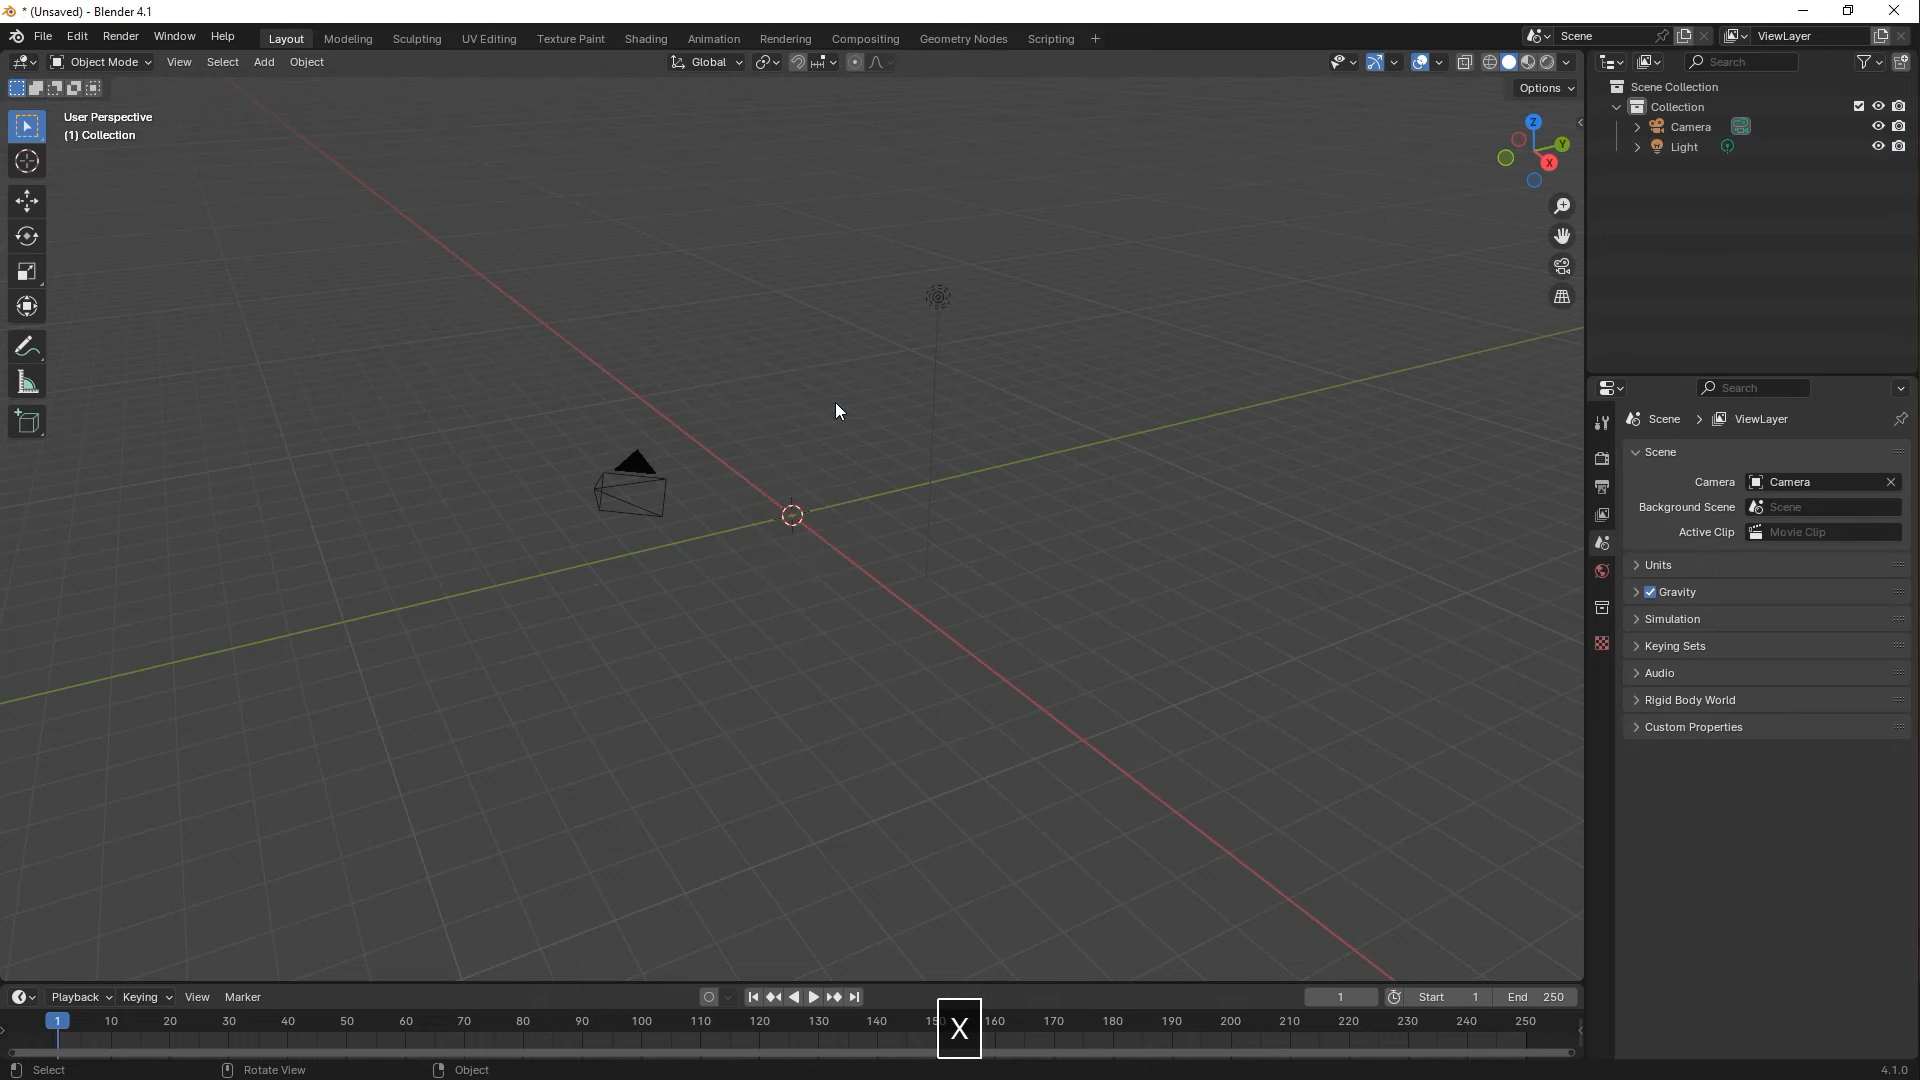 * (Unsaved) - Blender 4.1
File Edit Render Window Help Layout Modeling Sculpting UV Editing Texture Paint Shading Animation Rendering Compositing Geometry Nodes Scripting + Scene ViewLayer
Object Mode View Select Add Object Global Search
Options
User Perspective
(1) Collection
Z
Y
X
Scene Collection
Collection
Camera
Light
Search
Scene > ViewLayer
Scene
Camera Camera
Background Scene Scene
Active Clip Movie Clip
Units
Gravity
Simulation
Keying Sets
Audio
Rigid Body World
Custom Properties
Playback Keying View Marker 1 Start 1 End 250
1 10 20 30 40 50 60 70 80 90 100 110 120 130 140 160 170 180 190 200 210 220 230 240 250
X
Select Rotate View Object 4.1.0